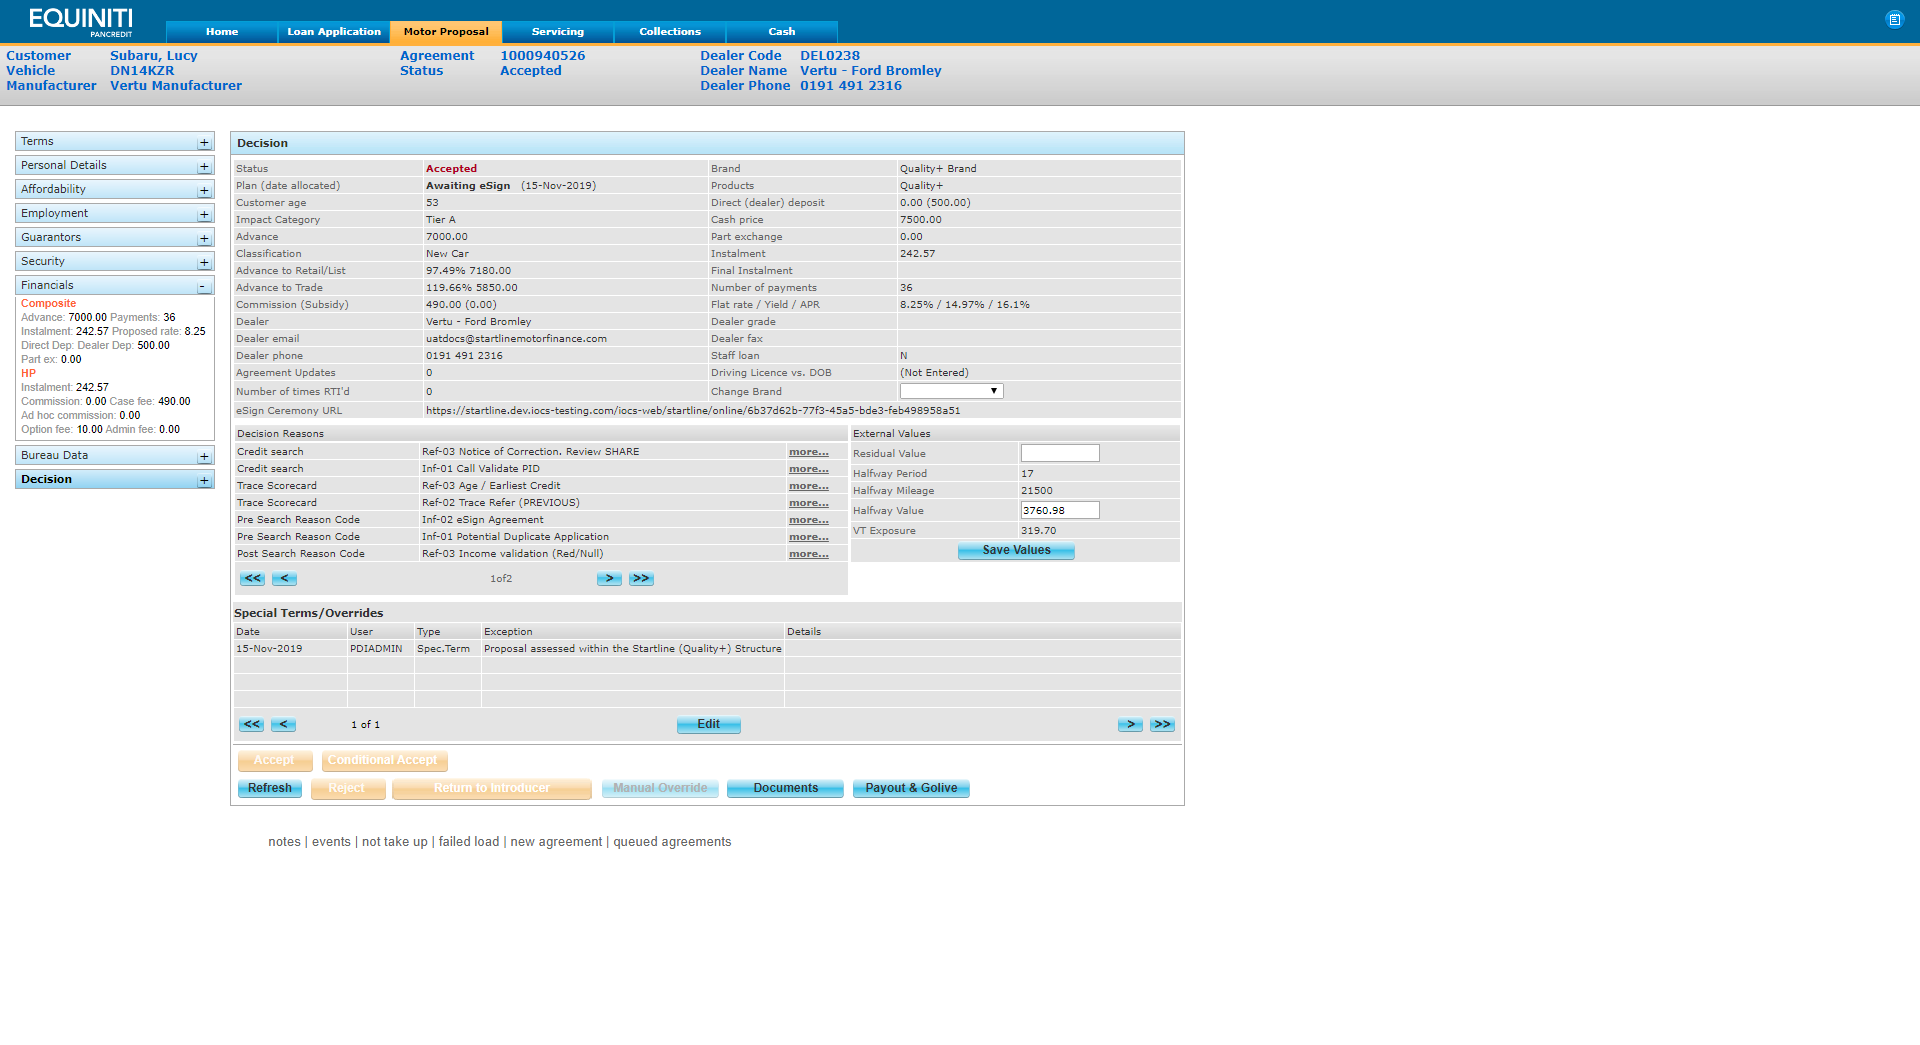 EQUINITI
PANCREDIT
Home Loan Application Motor Proposal Servicing Collections Cash
Customer Subaru, Lucy Agreement 1000940526 Dealer Code DEL0238
Vehicle DN14KZR Status Accepted Dealer Name Vertu - Ford Bromley
Manufacturer Vertu Manufacturer Dealer Phone 0191 491 2316
Terms +
Personal Details +
Affordability +
Employment +
Guarantors +
Security +
Financials -
Composite
Advance: 7000.00 Payments: 36
Instalment: 242.57 Proposed rate: 8.25
Direct Dep: Dealer Dep: 500.00
Part ex: 0.00
HP
Instalment: 242.57
Commission: 0.00 Case fee: 490.00
Ad hoc commission: 0.00
Option fee: 10.00 Admin fee: 0.00
Bureau Data +
Decision +
Decision
Status Accepted Brand Quality+ Brand
Plan (date allocated) Awaiting eSign (15-Nov-2019) Products Quality+
Customer age 53 Direct (dealer) deposit 0.00 (500.00)
Impact Category Tier A Cash price 7500.00
Advance 7000.00 Part exchange 0.00
Classification New Car Instalment 242.57
Advance to Retail/List 97.49% 7180.00 Final Instalment
Advance to Trade 119.66% 5850.00 Number of payments 36
Commission (Subsidy) 490.00 (0.00) Flat rate / Yield / APR 8.25% / 14.97% / 16.1%
Dealer Vertu - Ford Bromley Dealer grade
Dealer email uatdocs@startlinemotorfinance.com Dealer fax
Dealer phone 0191 491 2316 Staff loan N
Agreement Updates 0 Driving Licence vs. DOB (Not Entered)
Number of times RTI'd 0 Change Brand
eSign Ceremony URL https://startline.dev.iocs-testing.com/iocs-web/startline/online/6b37d62b-77f3-45a5-bde3-feb498958a51
Decision Reasons
Credit search Ref-03 Notice of Correction. Review SHARE more...
Credit search Inf-01 Call Validate PID more...
Trace Scorecard Ref-03 Age / Earliest Credit more...
Trace Scorecard Ref-02 Trace Refer (PREVIOUS) more...
Pre Search Reason Code Inf-02 eSign Agreement more...
Pre Search Reason Code Inf-01 Potential Duplicate Application more...
Post Search Reason Code Ref-03 Income validation (Red/Null) more...
<< < 1of2 > >>
External Values
Residual Value
Halfway Period 17
Halfway Mileage 21500
Halfway Value 3760.98
VT Exposure 319.70
Save Values
Special Terms/Overrides
Date User Type Exception Details
15-Nov-2019 PDIADMIN Spec.Term Proposal assessed within the Startline (Quality+) Structure
<< < 1 of 1 Edit > >>
Accept Conditional Accept
Refresh Reject Return to Introducer Manual Override Documents Payout & Golive
notes | events | not take up | failed load | new agreement | queued agreements